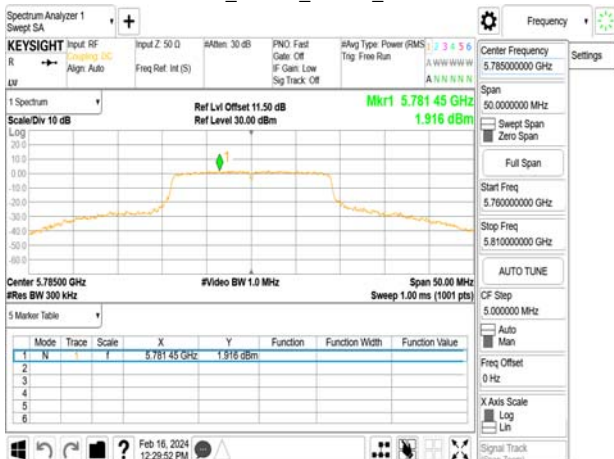 Spectrum Analyzer 1
Swept SA
+
Frequency
KEYSIGHT Input: RF Input Z: 50 Ω #Atten: 30 dB PNO: Fast #Avg Type: Power (RMS 1 2 3 4 5 6
R Coupling: DC Gate: Off Trig: Free Run A W W W W W
Align: Auto Freq Ref: Int (S) IF Gain: Low
Sig Track: Off A N N N N N
LXI
1 Spectrum
Ref Lvl Offset 11.50 dB Mkr1 5.781 45 GHz
Scale/Div 10 dB Ref Level 30.00 dBm 1.916 dBm
Log
20.0
10.0
1
0.00
-10.0
-20.0
-30.0
-40.0
-50.0
-60.0
Center 5.78500 GHz #Video BW 1.0 MHz Span 50.00 MHz
#Res BW 300 kHz Sweep 1.00 ms (1001 pts)
5 Marker Table
Mode Trace Scale X Y Function Function Width Function Value
1 N 1 f 5.781 45 GHz 1.916 dBm
2
3
4
5
6
?
Feb 16, 2024
12:29:52 PM
Center Frequency
5.785000000 GHz
Settings
Span
50.0000000 MHz
Swept Span
Zero Span
Full Span
Start Freq
5.760000000 GHz
Stop Freq
5.810000000 GHz
AUTO TUNE
CF Step
5.000000 MHz
Auto
Man
Freq Offset
0 Hz
X Axis Scale
Log
Lin
Signal Track